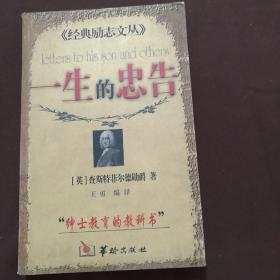 《经典励志文丛》
letters to his son and others
一生的忠告
[英]查斯特菲尔德勋爵 著
王勇 编译
“绅士教育的教科书”
华龄出版社